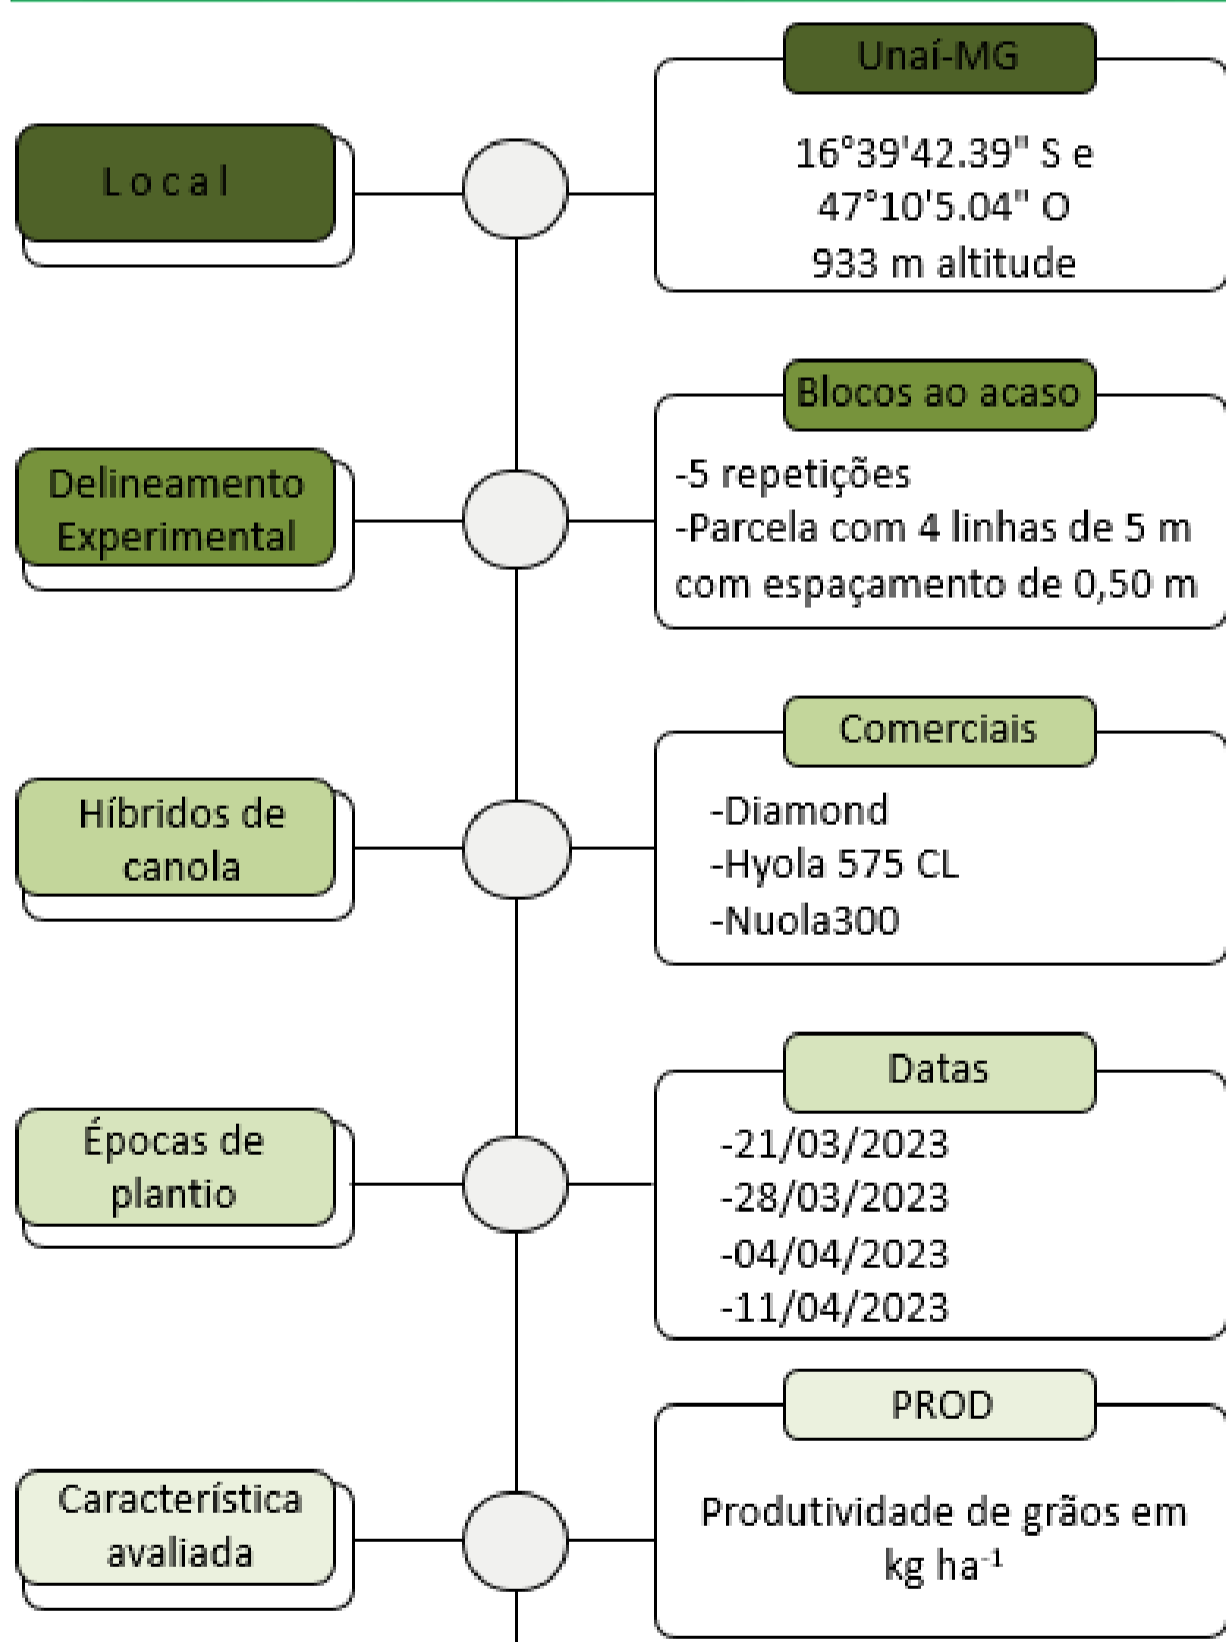 Local
Unaí-MG
16°39'42.39" S e
47°10'5.04" O
933 m altitude
Delineamento
Experimental
Blocos ao acaso
-5 repetições
-Parcela com 4 linhas de 5 m
com espaçamento de 0,50 m
Híbridos de
canola
Comerciais
-Diamond
-Hyola 575 CL
-Nuola300
Épocas de
plantio
Datas
-21/03/2023
-28/03/2023
-04/04/2023
-11/04/2023
Característica
avaliada
PROD
Produtividade de grãos em
kg ha⁻¹